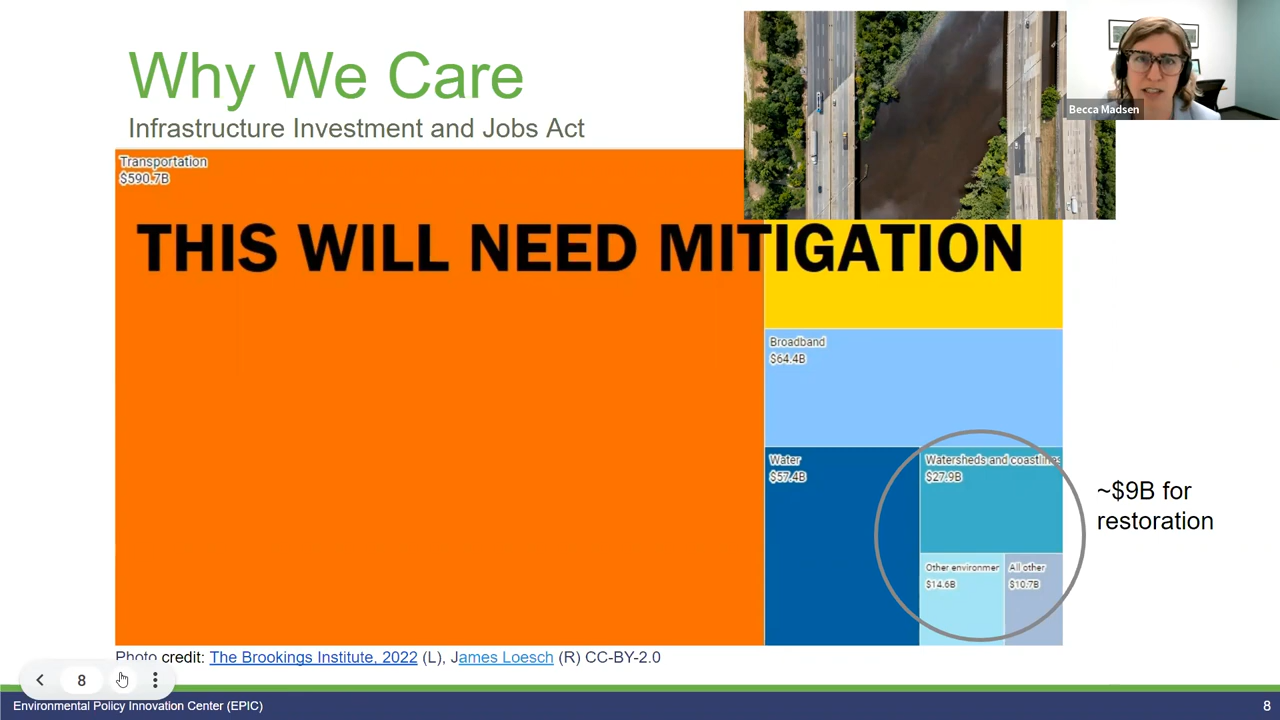 Why We Care
Infrastructure Investment and Jobs Act
Becca Madsen
Transportation
$590.7B
THIS WILL NEED MITIGATION
Broadband
$64.4B
Water
$57.4B
Watersheds and coastlines
$27.9B
~$9B for
restoration
Other environmen
$14.6B
All other
$10.7B
Photo credit: The Brookings Institute, 2022 (L), James Loesch (R) CC-BY-2.0
8
Environmental Policy Innovation Center (EPIC)
8